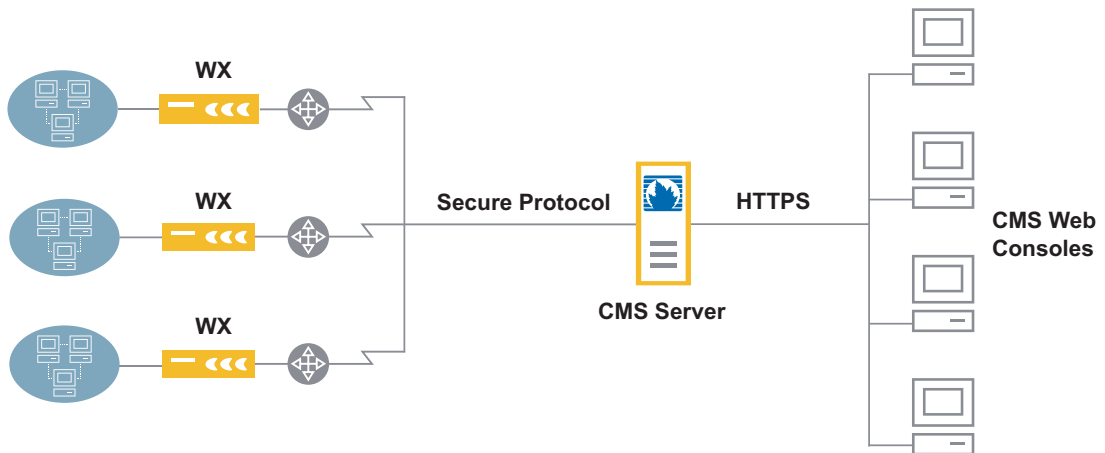 WX
WX
WX
Secure Protocol
CMS Server
HTTPS
CMS Web
Consoles